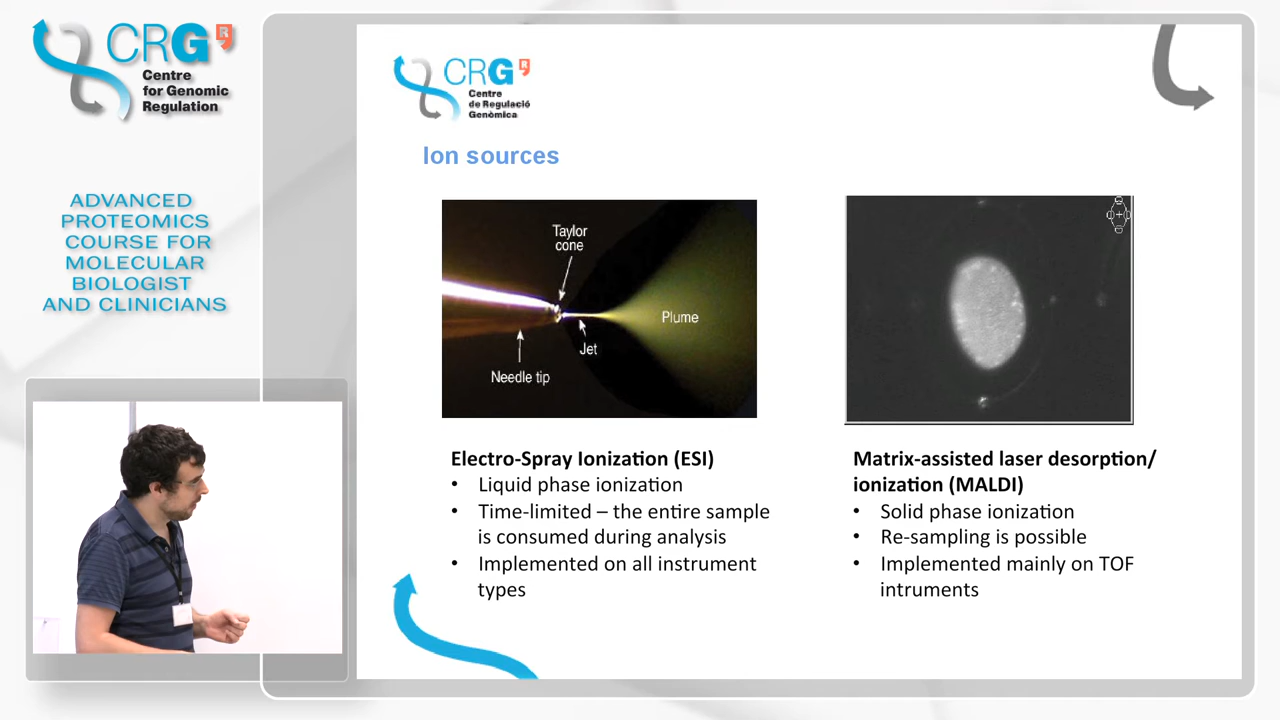 CRG R
Centre
for Genomic
Regulation
ADVANCED
PROTEOMICS
COURSE FOR
MOLECULAR
BIOLOGIST
AND CLINICIANS
CRG R
Centre
de Regulació
Genòmica
Ion sources
Taylor
cone
Plume
Jet
Needle tip
Electro-Spray Ionization (ESI)
• Liquid phase ionization
• Time-limited – the entire sample
is consumed during analysis
• Implemented on all instrument
types
Matrix-assisted laser desorption/
ionization (MALDI)
• Solid phase ionization
• Re-sampling is possible
• Implemented mainly on TOF
intruments